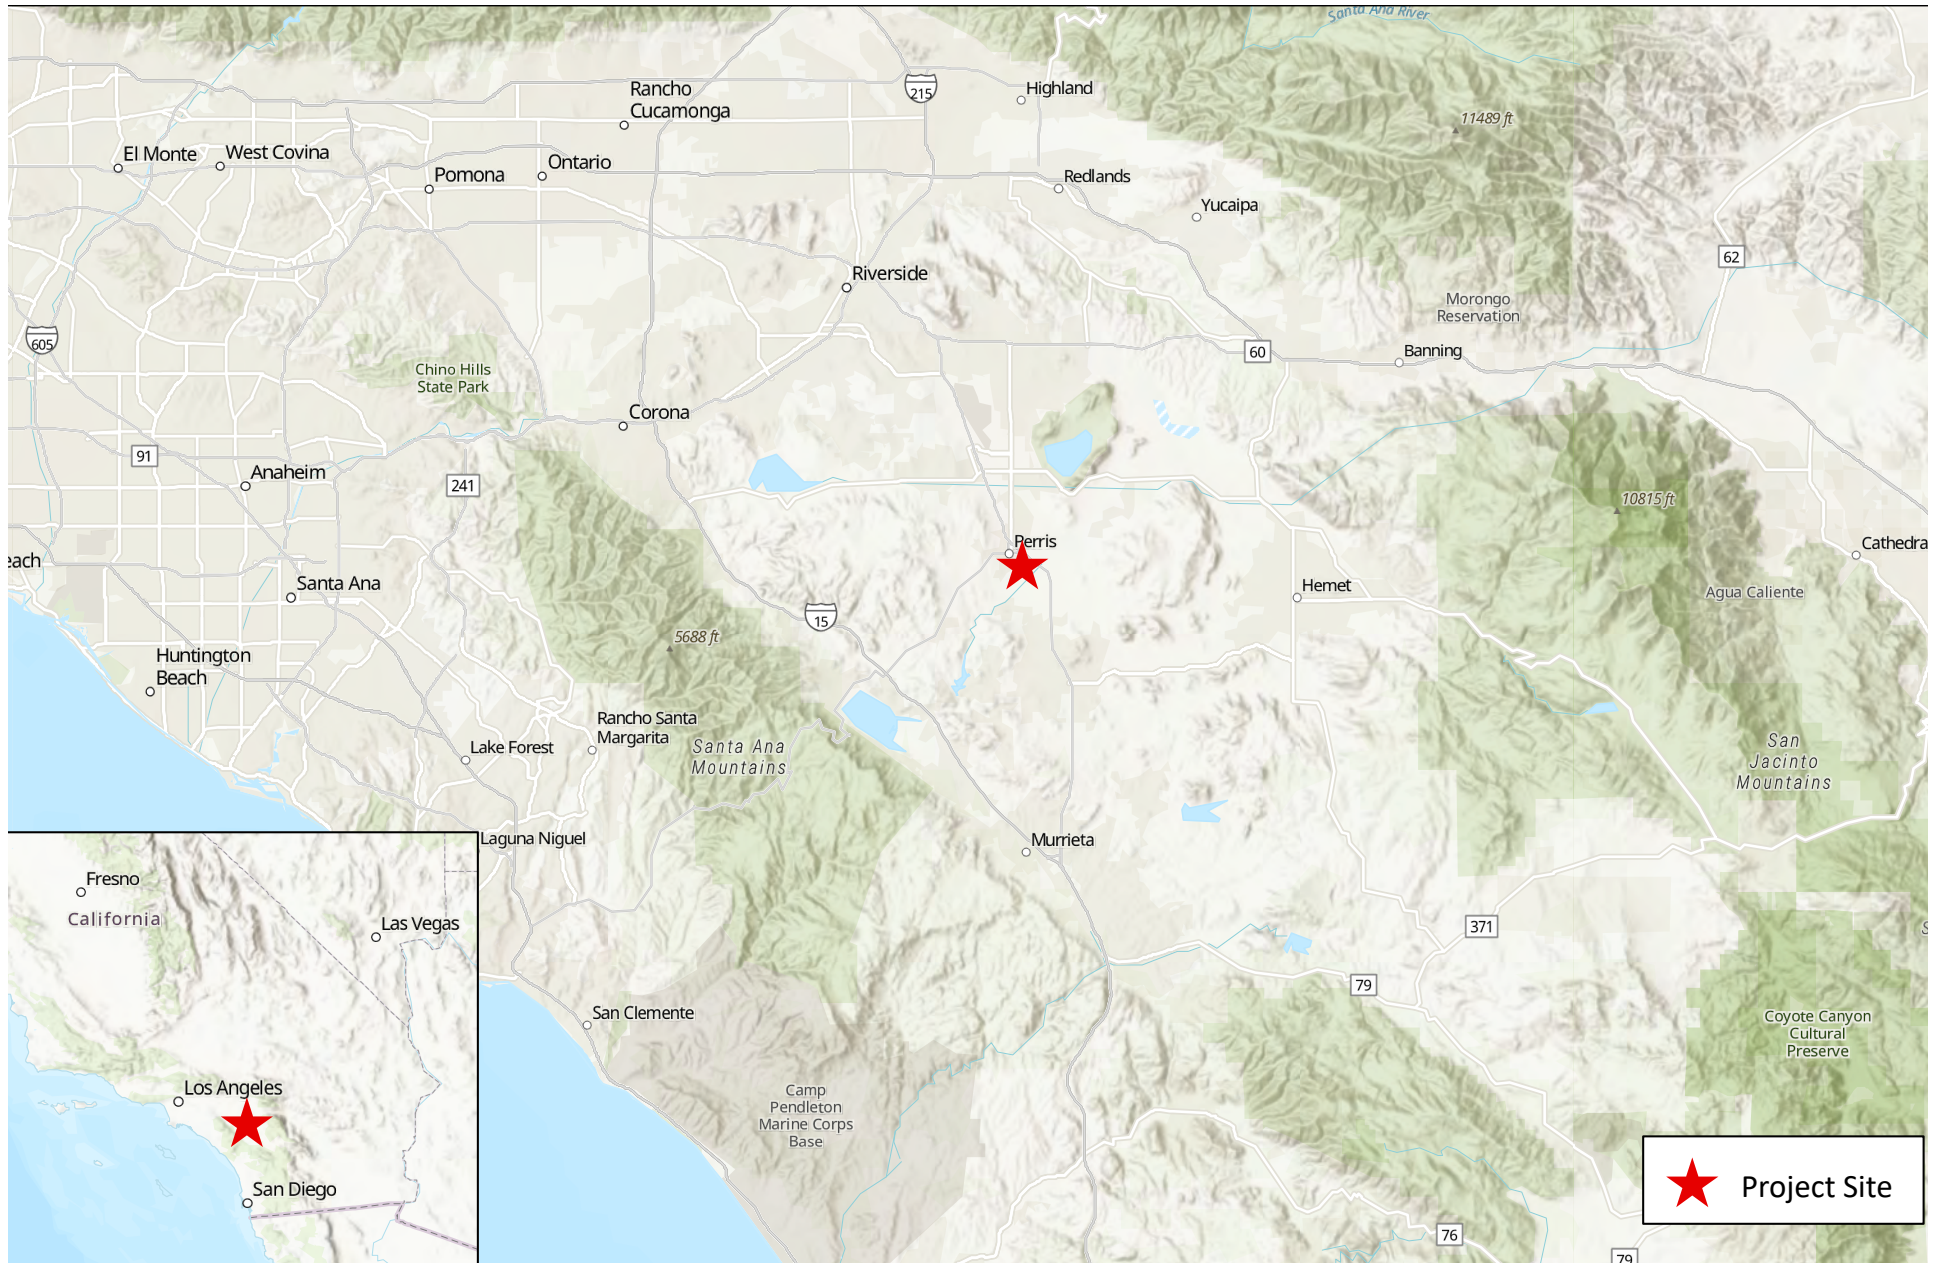 Santa Ana River
215
Highland
Rancho
Cucamonga
11489 ft
El Monte
West Covina
Ontario
Pomona
Redlands
Yucaipa
62
Riverside
Morongo
Reservation
605
60
Banning
Chino Hills
State Park
Corona
91
Anaheim
241
10815 ft
Perris
Cathedra
each
Santa Ana
Hemet
Agua Caliente
15
5688 ft
Huntington
Beach
Rancho Santa
Margarita
Lake Forest
Santa Ana
Mountains
San
Jacinto
Mountains
Laguna Niguel
Murrieta
371
79
San Clemente
Coyote Canyon
Cultural
Preserve
Camp
Pendleton
Marine Corps
Base
76
79
Fresno
California
Las Vegas
Los Angeles
San Diego
Project Site